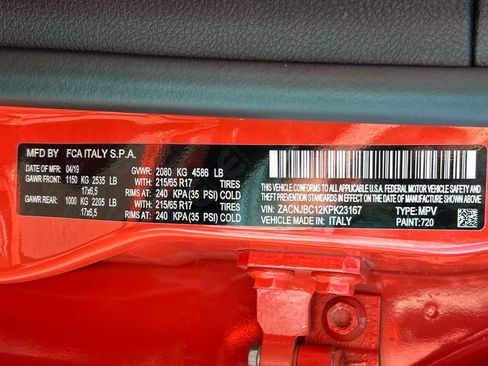 MFD BY FCA ITALY S.P.A.
DATE OF MFR: 04/19 GVWR: 2080 KG 4586 LB
GAWR FRONT: 1150 KG 2535 LB WITH 215/65 R17 TIRES
17x6,5 RIMS AT: 240 KPA (35 PSI) COLD
GAWR REAR: 1000 KG 2205 LB WITH 215/65 R17 TIRES
17x6,5 RIMS AT: 240 KPA (35 PSI) COLD
THIS VEHICLE CONFORMS TO ALL APPLICABLE U.S.A. FEDERAL MOTOR VEHICLE SAFETY AND
THEFT PREVENTION STANDARDS IN EFFECT ON THE DATE OF MANUFACTURE SHOWN ABOVE.
VIN: ZACNJBC12KPK23167 TYPE: MPV
VEHICLE MADE IN: ITALY PAINT: 720